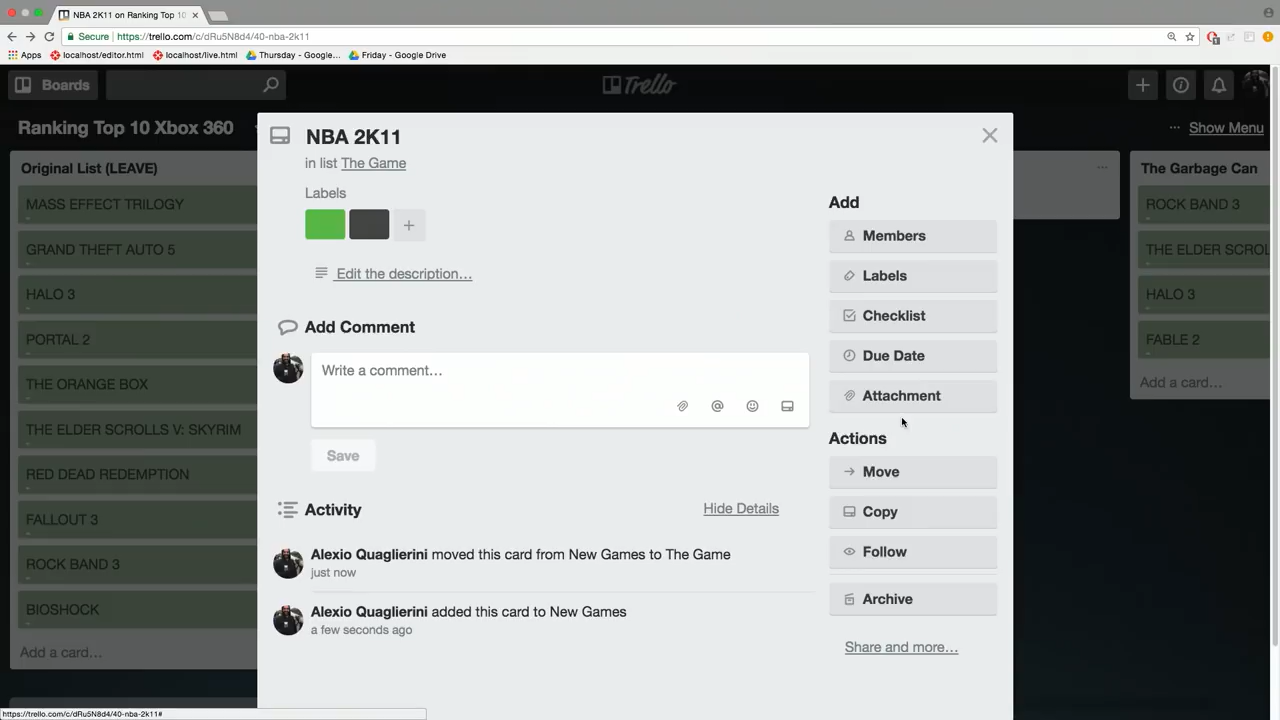 NBA 2K11 on Ranking Top 10
Secure https://trello.com/c/dRu5N8d4/40-nba-2k11
Apps localhost/editor.html localhost/live.html Thursday - Google... Friday - Google Drive
Boards
Trello
Ranking Top 10 Xbox 360
... Show Menu
Original List (LEAVE)
MASS EFFECT TRILOGY
GRAND THEFT AUTO 5
HALO 3
PORTAL 2
THE ORANGE BOX
THE ELDER SCROLLS V: SKYRIM
RED DEAD REDEMPTION
FALLOUT 3
ROCK BAND 3
BIOSHOCK
Add a card...
NBA 2K11
in list The Game
Labels
Edit the description...
Add Comment
Write a comment...
Save
Activity
Hide Details
Alexio Quaglierini moved this card from New Games to The Game
just now
Alexio Quaglierini added this card to New Games
a few seconds ago
Add
Members
Labels
Checklist
Due Date
Attachment
Actions
Move
Copy
Follow
Archive
Share and more...
The Garbage Can
ROCK BAND 3
THE ELDER SCROL
HALO 3
FABLE 2
Add a card...
https://trello.com/c/dRu5N8d4/40-nba-2k11#